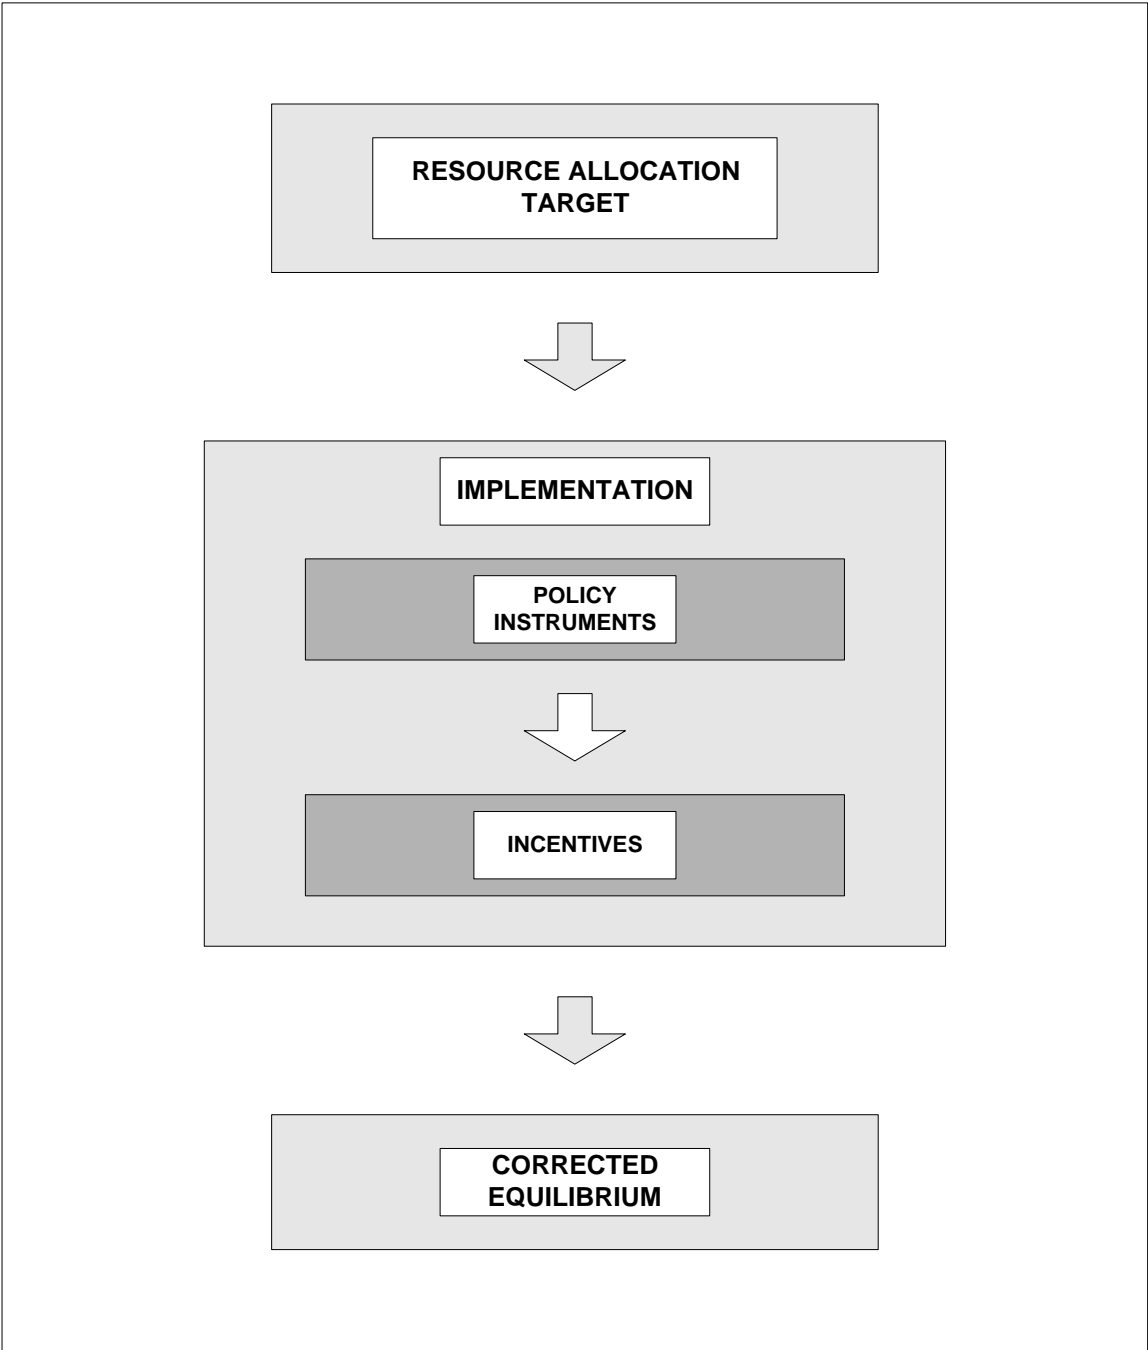 RESOURCE ALLOCATION
TARGET
IMPLEMENTATION
POLICY
INSTRUMENTS
INCENTIVES
CORRECTED
EQUILIBRIUM